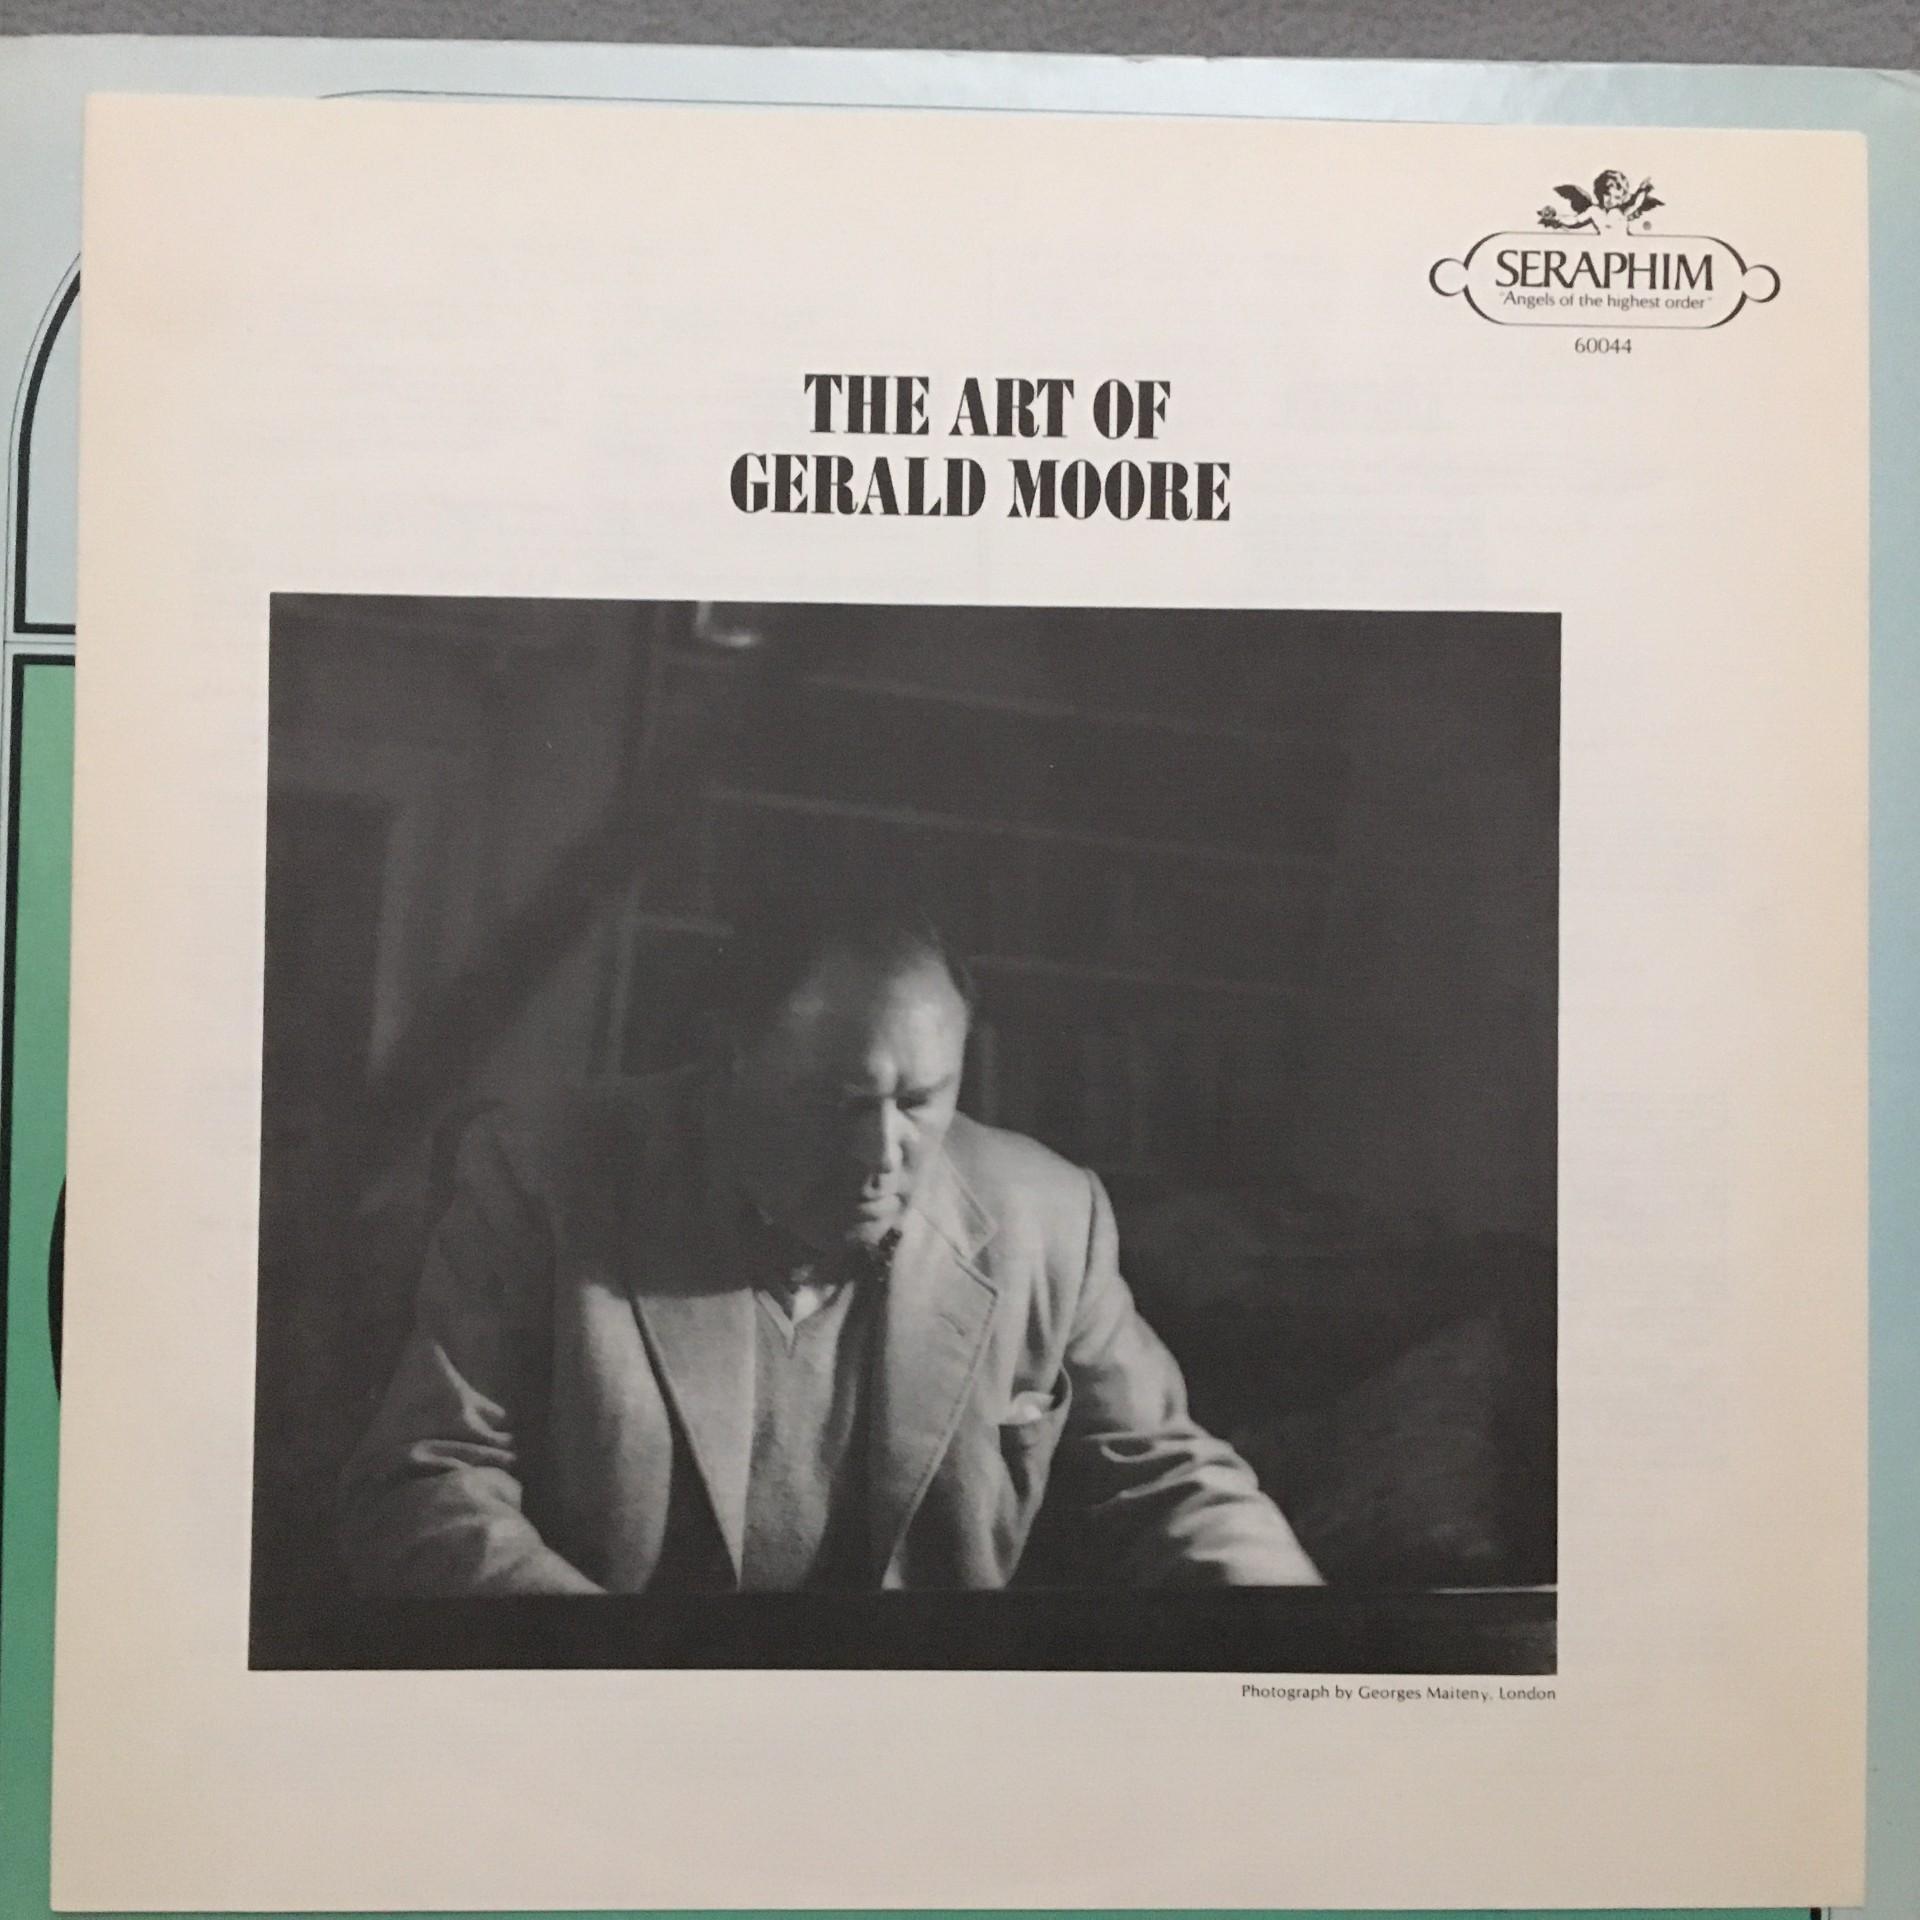 SERAPHIM
"Angels of the highest order"
60044
THE ART OF
GERALD MOORE
Photograph by Georges Maiteny, London